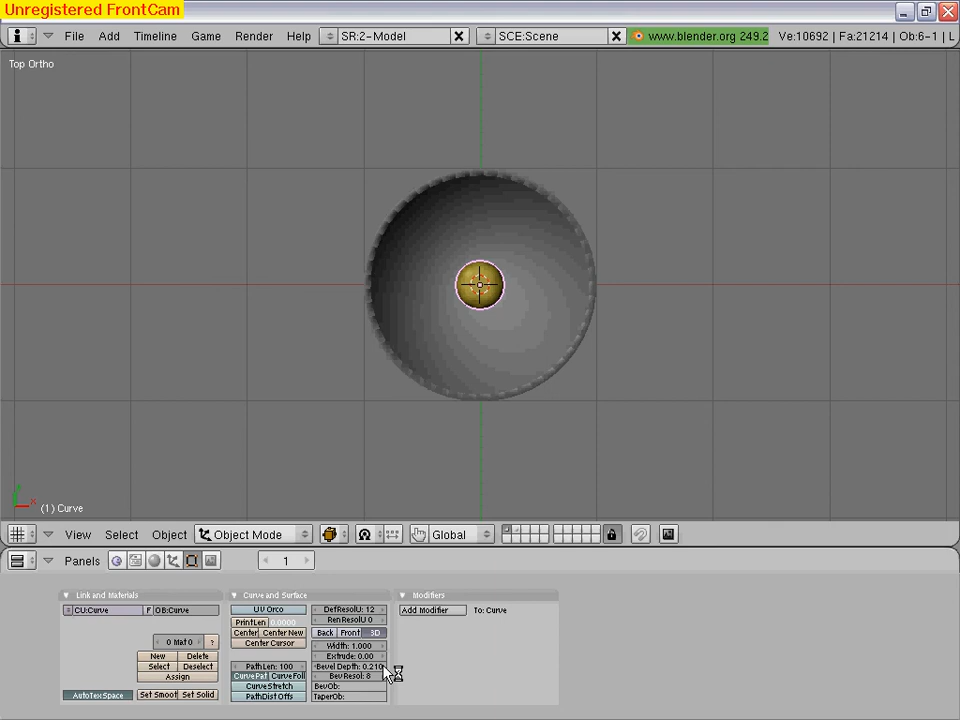 Unregistered FrontCam
File Add Timeline Game Render Help SR:2-Model SCE:Scene www.blender.org 249.2 Ve:10692 | Fa:21214 | Ob:6-1 | L
Top Ortho
(1) Curve
View Select Object Object Mode Global
Panels 1
Link and Materials Curve and Surface Modifiers
CU:Curve F OB:Curve UV Orco DefResolU: 12 Add Modifier To: Curve
PrintLen 0.0000 RenResolU 0
Center Center New Back Front 3D
0 Mat 0 ? Center Cursor Width: 1.000
New Delete Extrude: 0.00
Select Deselect PathLen: 100 Bevel Depth: 0.210
Assign CurvePat CurveFoll BevResol: 8
CurveStretch BevOb:
AutoTexSpace Set Smoot Set Solid PathDist Offs TaperOb: